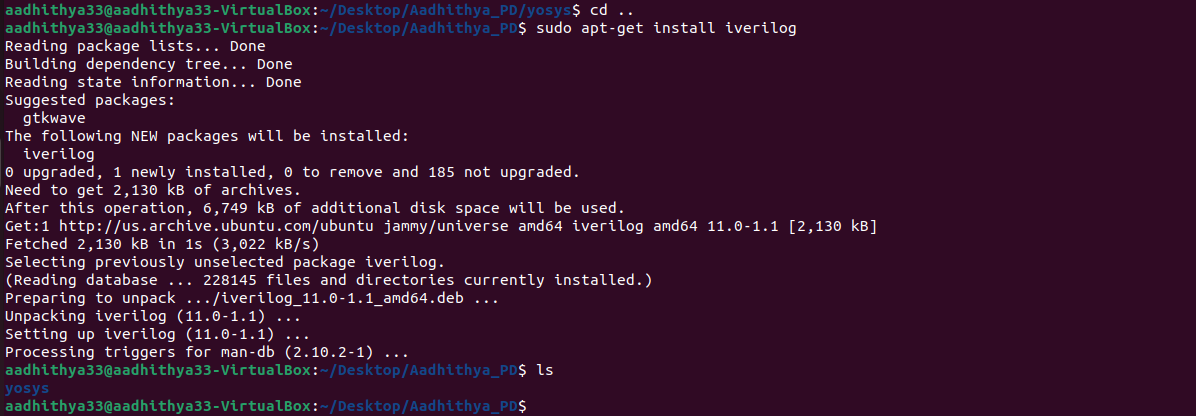 aadhithya33@aadhithya33-VirtualBox:~/Desktop/Aadhithya_PD/yosys$ cd ..
aadhithya33@aadhithya33-VirtualBox:~/Desktop/Aadhithya_PD$ sudo apt-get install iverilog
Reading package lists... Done
Building dependency tree... Done
Reading state information... Done
Suggested packages:
  gtkwave
The following NEW packages will be installed:
  iverilog
0 upgraded, 1 newly installed, 0 to remove and 185 not upgraded.
Need to get 2,130 kB of archives.
After this operation, 6,749 kB of additional disk space will be used.
Get:1 http://us.archive.ubuntu.com/ubuntu jammy/universe amd64 iverilog amd64 11.0-1.1 [2,130 kB]
Fetched 2,130 kB in 1s (3,022 kB/s)
Selecting previously unselected package iverilog.
(Reading database ... 228145 files and directories currently installed.)
Preparing to unpack .../iverilog_11.0-1.1_amd64.deb ...
Unpacking iverilog (11.0-1.1) ...
Setting up iverilog (11.0-1.1) ...
Processing triggers for man-db (2.10.2-1) ...
aadhithya33@aadhithya33-VirtualBox:~/Desktop/Aadhithya_PD$ ls
yosys
aadhithya33@aadhithya33-VirtualBox:~/Desktop/Aadhithya_PD$